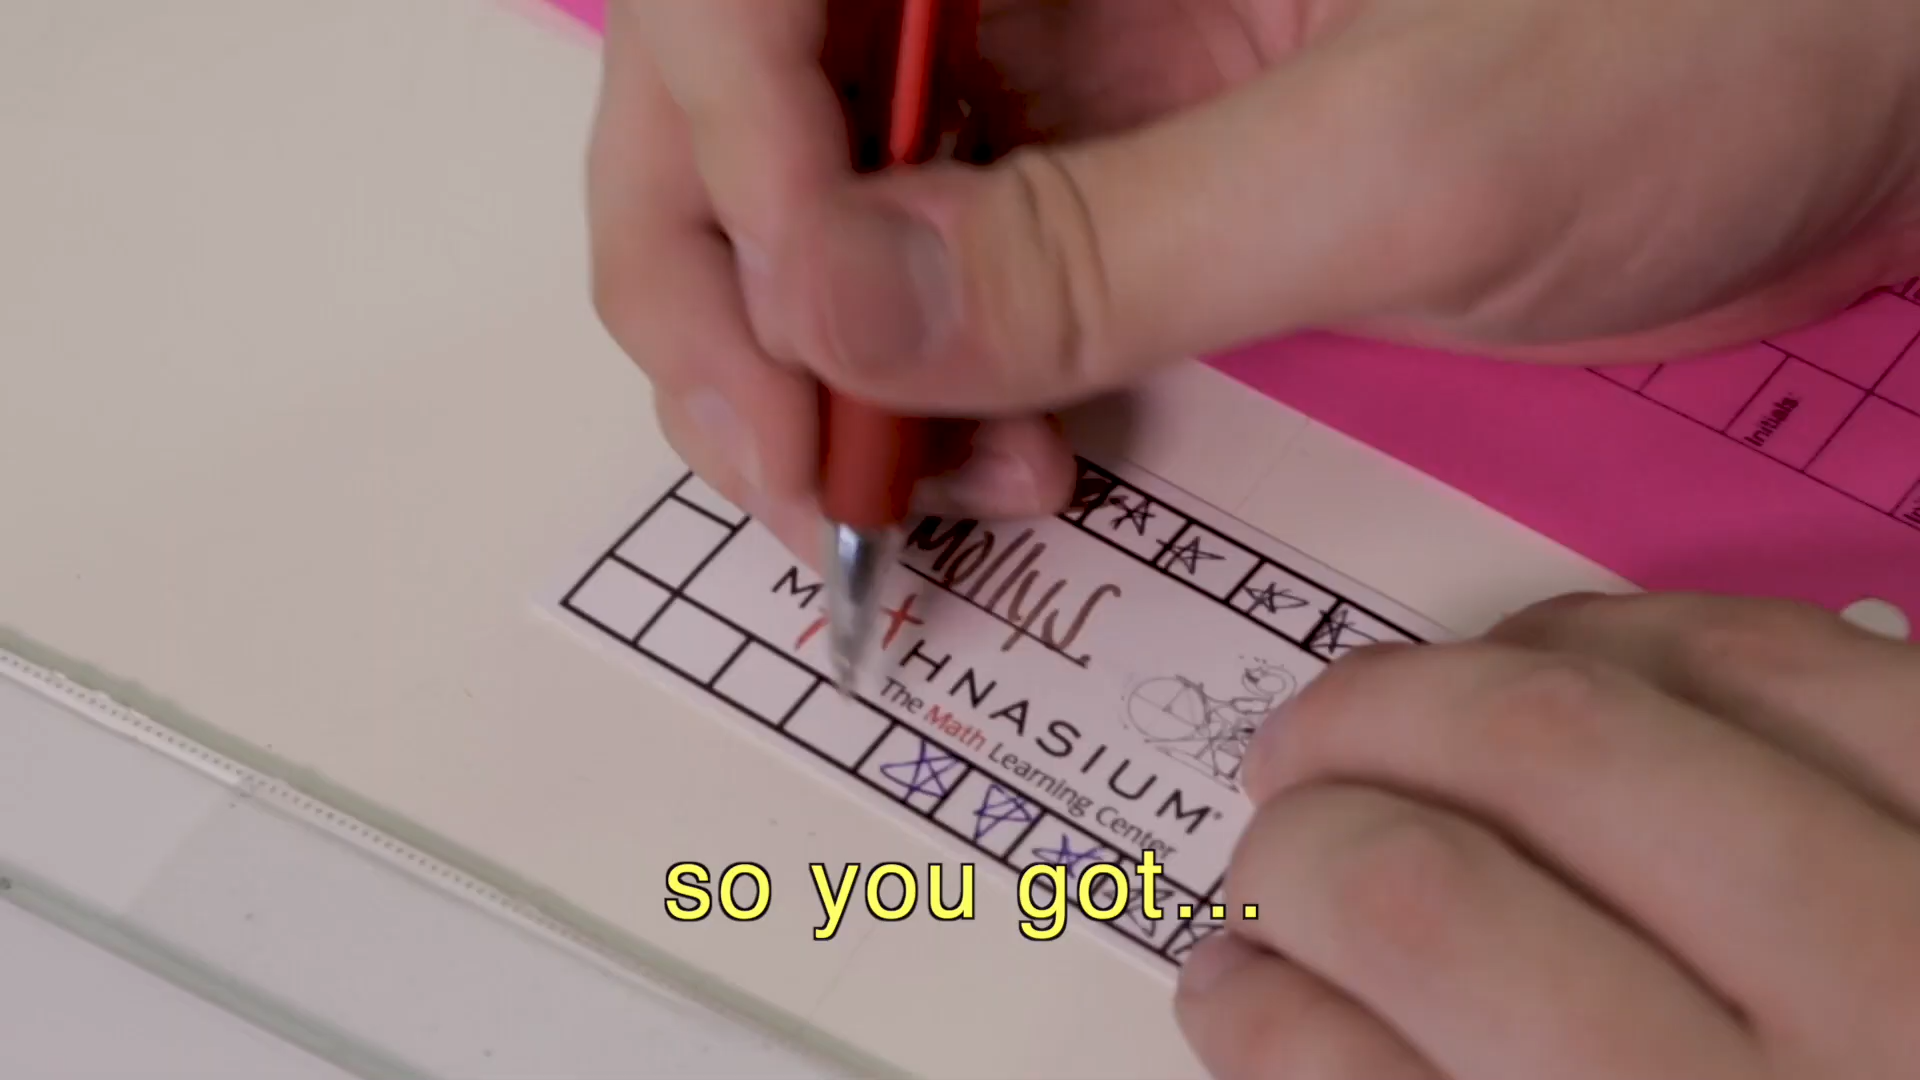 Mollys
MATHNASIUM®
The Math Learning Center
Initials:
so you got...